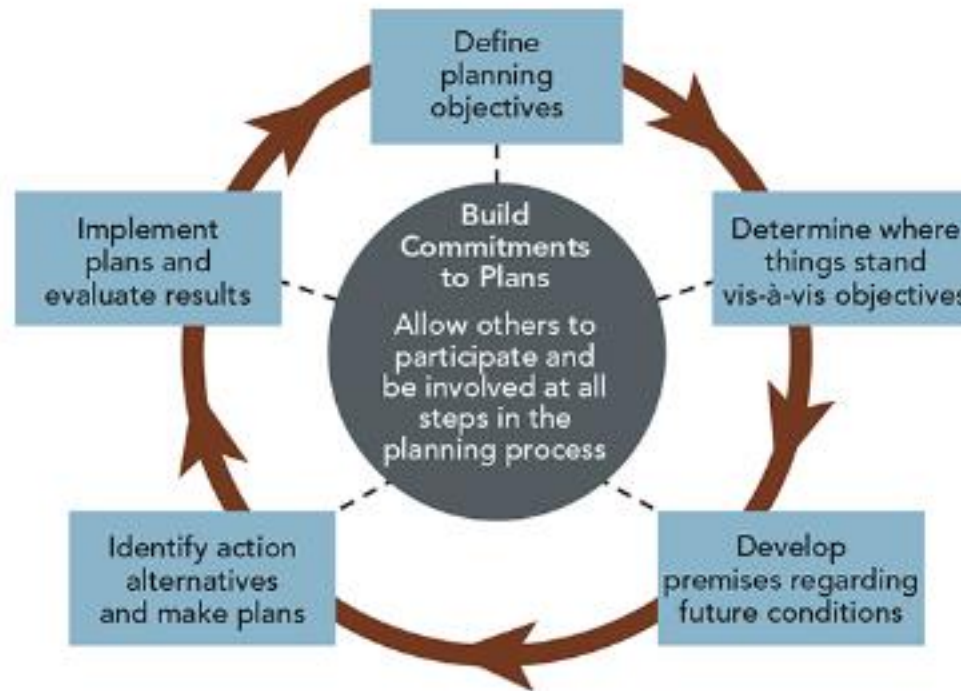 Define
planning
objectives
Determine where
things stand
vis-à-vis objectives
Develop
premises regarding
future conditions
Identify action
alternatives
and make plans
Implement
plans and
evaluate results
Build
Commitments
to Plans
Allow others to
participate and
be involved at all
steps in the
planning process